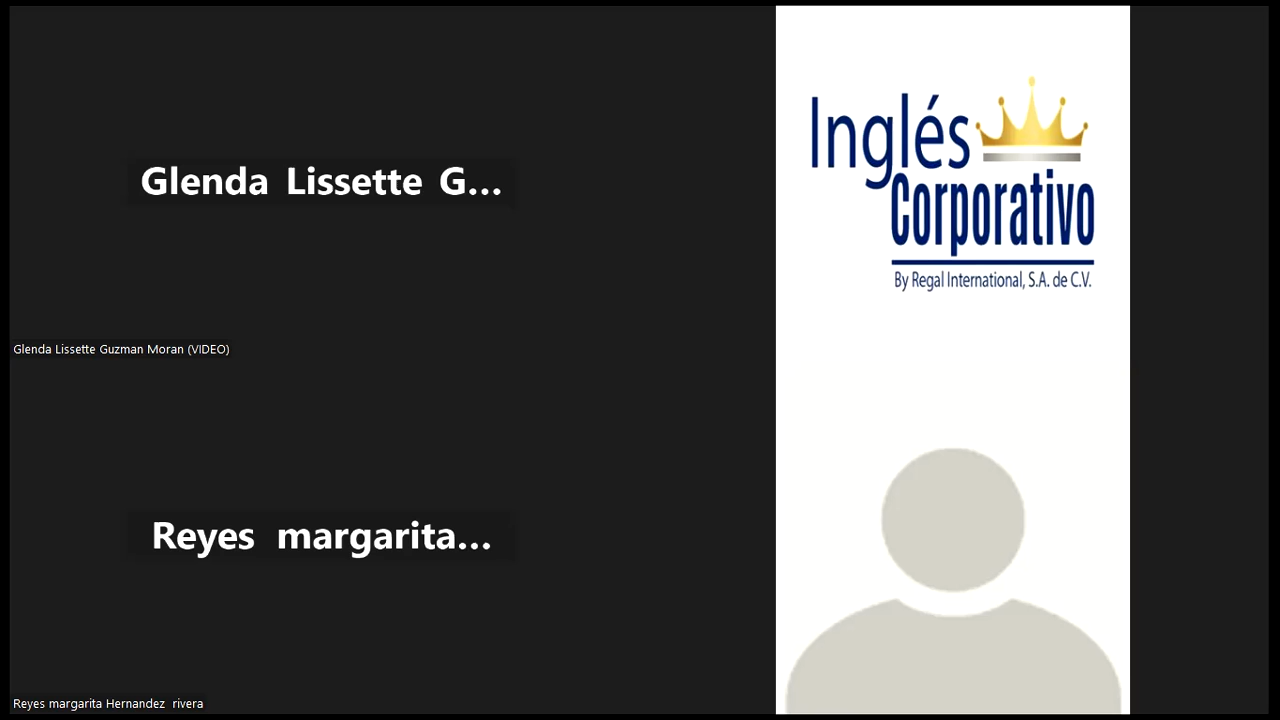 Glenda Lissette G...
Glenda Lissette Guzman Moran (VIDEO)
Inglés
Corporativo
By Regal International, S.A. de C.V.
Reyes margarita...
Reyes margarita Hernandez rivera